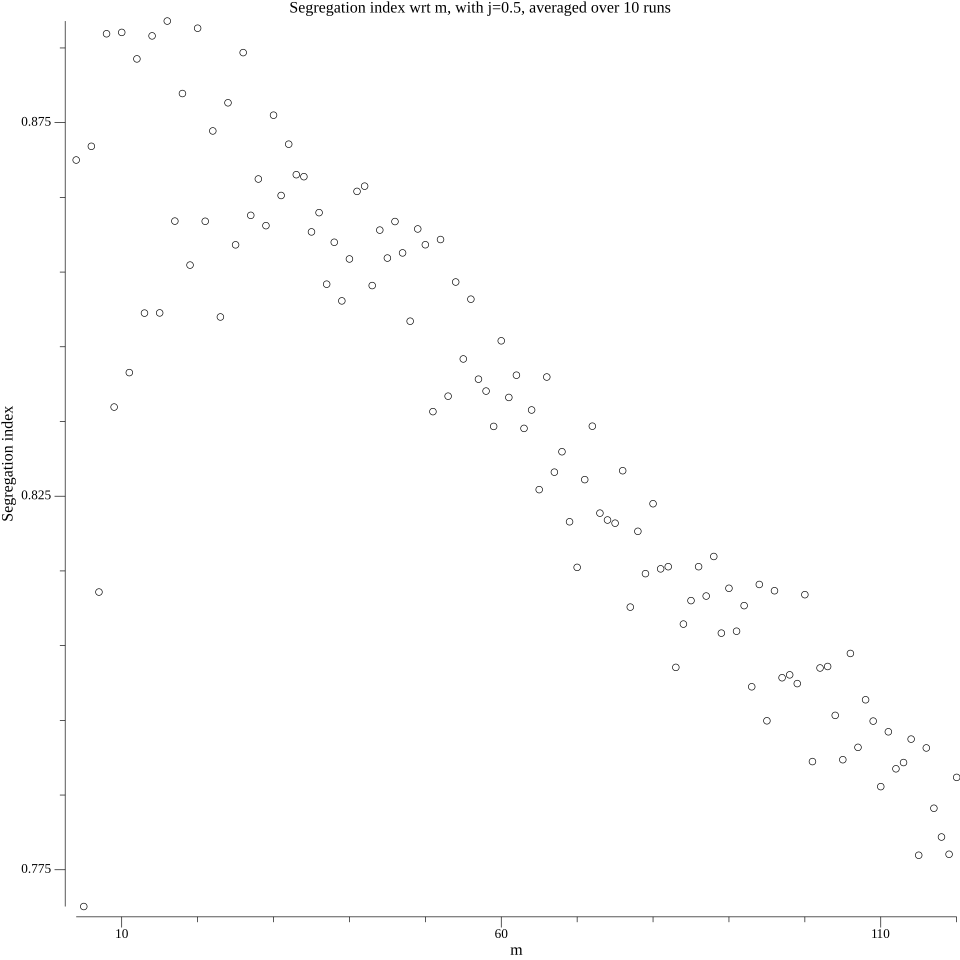 Segregation index wrt m, with j=0.5, averaged over 10 runs
0.875
Segregation index
0.825
0.775
10
60
110
m